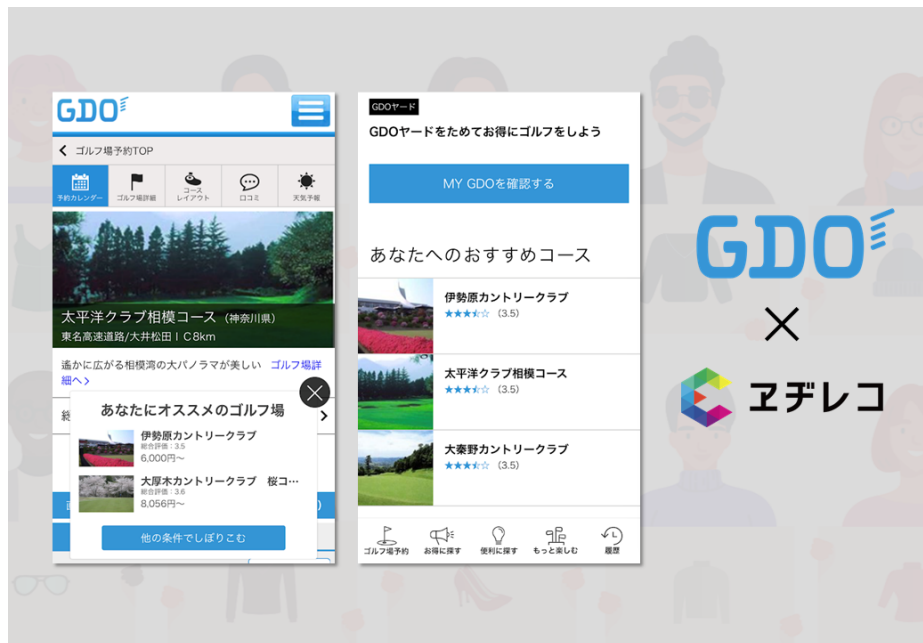 GDO
ゴルフ場予約TOP
予約カレンダー
ゴルフ場詳細
コース
レイアウト
口コミ
天気予報
太平洋クラブ相模コース（神奈川県）
東名高速道路/大井松田ＩＣ8km
遥かに広がる相模湾の大パノラマが美しい ゴルフ場詳
細へ>
あなたにオススメのゴルフ場
伊勢原カントリークラブ
総合評価：3.5
6,000円～
大厚木カントリークラブ 桜コ…
総合評価：3.6
8,056円～
他の条件でしぼりこむ
GDOヤード
GDOヤードをためてお得にゴルフをしよう
MY GDOを確認する
あなたへのおすすめコース
伊勢原カントリークラブ
（3.5）
太平洋クラブ相模コース
（3.5）
大秦野カントリークラブ
（3.5）
ゴルフ場予約
お得に探す
便利に探す
もっと楽しむ
履歴
GDO
×
ヱヂレコ